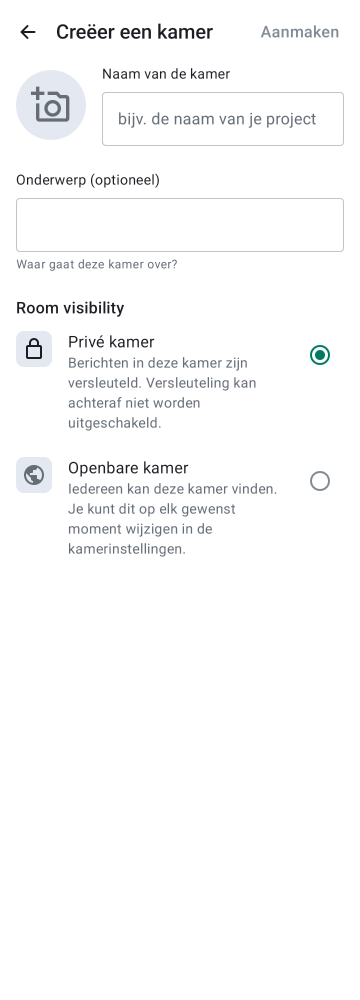 Creëer een kamer
Aanmaken
Naam van de kamer
bijv. de naam van je project
Onderwerp (optioneel)
Waar gaat deze kamer over?
Room visibility
Privé kamer
Berichten in deze kamer zijn
versleuteld. Versleuteling kan
achteraf niet worden
uitgeschakeld.
Openbare kamer
Iedereen kan deze kamer vinden.
Je kunt dit op elk gewenst
moment wijzigen in de
kamerinstellingen.